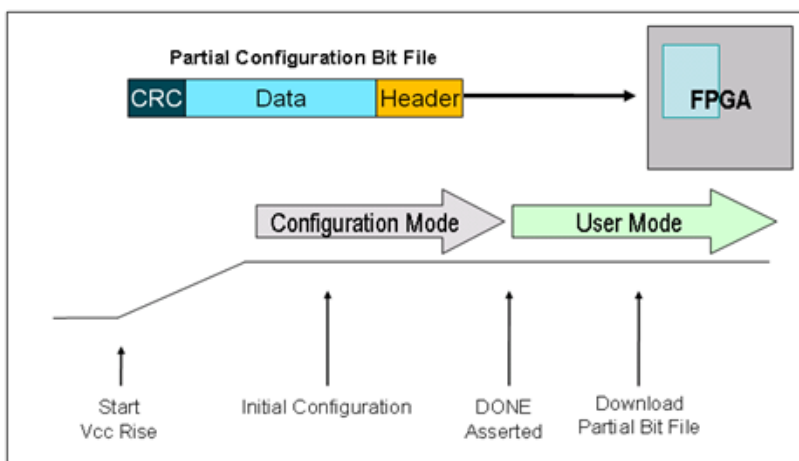 Partial Configuration Bit File
CRC Data Header
FPGA
Configuration Mode User Mode
Start Initial Configuration DONE Download
Vcc Rise Asserted Partial Bit File